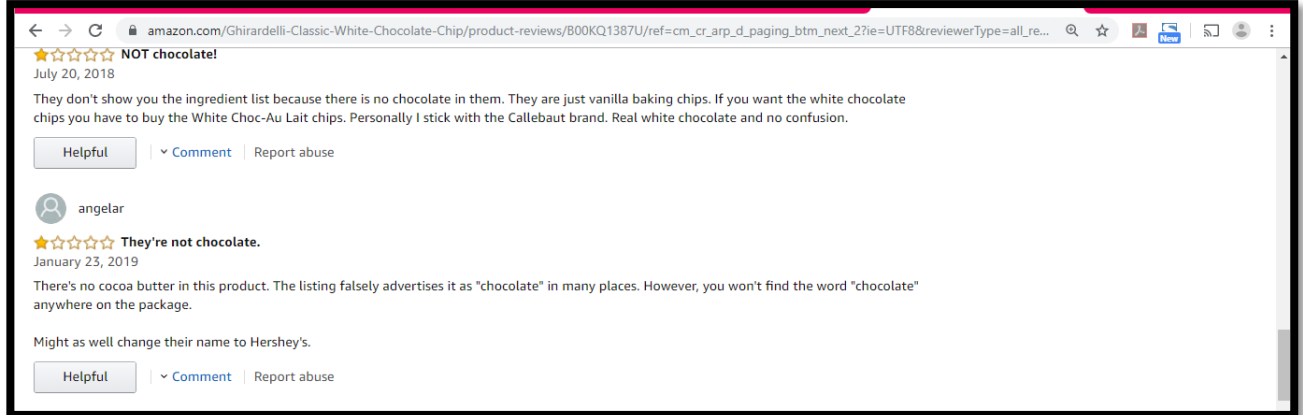 amazon.com/Ghirardelli-Classic-White-Chocolate-Chip/product-reviews/B00KQ1387U/ref=cm_cr_arp_d_paging_btm_next_2?ie=UTF8&reviewerType=all_re...
New
NOT chocolate!
July 20, 2018
They don't show you the ingredient list because there is no chocolate in them. They are just vanilla baking chips. If you want the white chocolate
chips you have to buy the White Choc-Au Lait chips. Personally I stick with the Callebaut brand. Real white chocolate and no confusion.
Helpful Comment Report abuse
angelar
They're not chocolate.
January 23, 2019
There's no cocoa butter in this product. The listing falsely advertises it as "chocolate" in many places. However, you won't find the word "chocolate"
anywhere on the package.
Might as well change their name to Hershey's.
Helpful Comment Report abuse